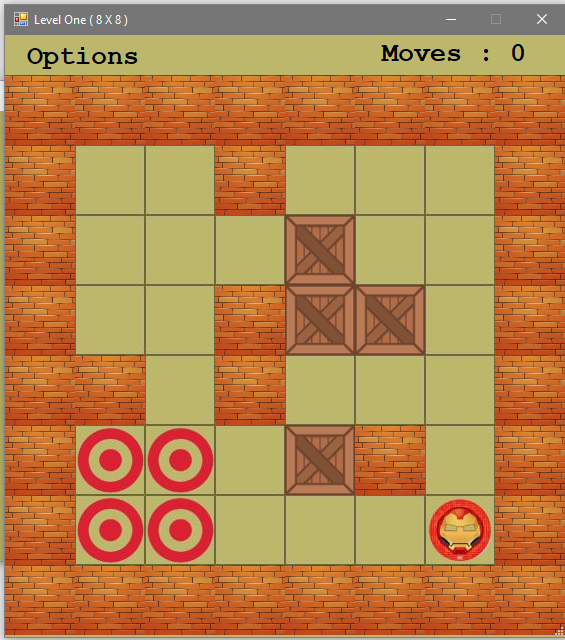 Level One ( 8 X 8 )
Options
Moves : 0